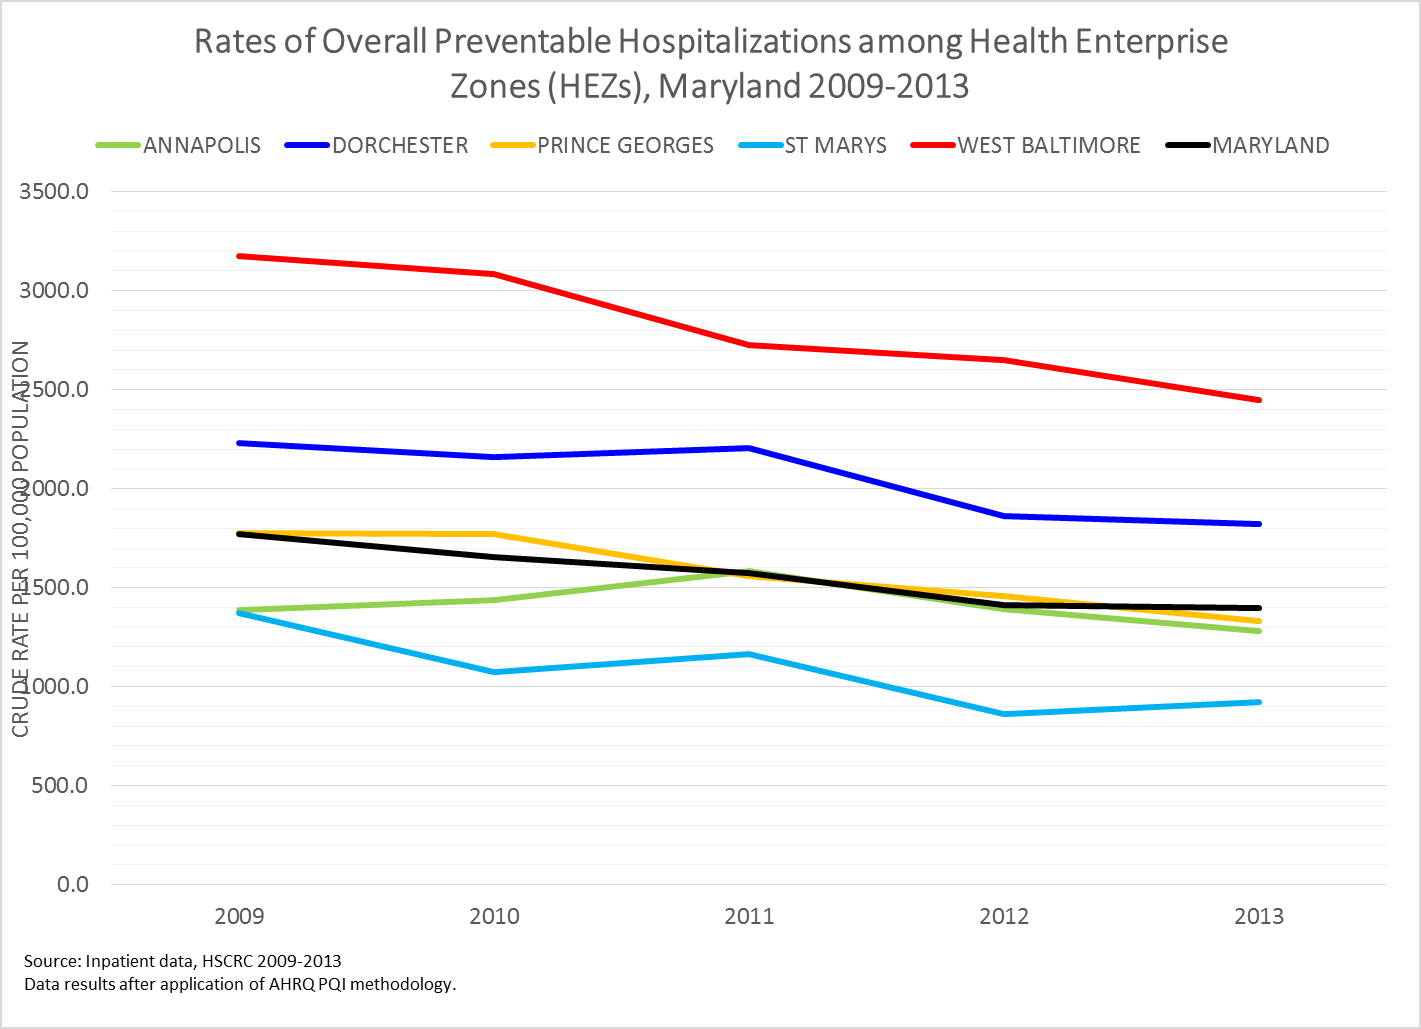 Rates of Overall Preventable Hospitalizations among Health Enterprise
Zones (HEZs), Maryland 2009-2013
ANNAPOLIS DORCHESTER PRINCE GEORGES ST MARYS WEST BALTIMORE MARYLAND
CRUDE RATE PER 100,000 POPULATION
3500.0
3000.0
2500.0
2000.0
1500.0
1000.0
500.0
0.0
2009 2010 2011 2012 2013
Source: Inpatient data, HSCRC 2009-2013
Data results after application of AHRQ PQI methodology.